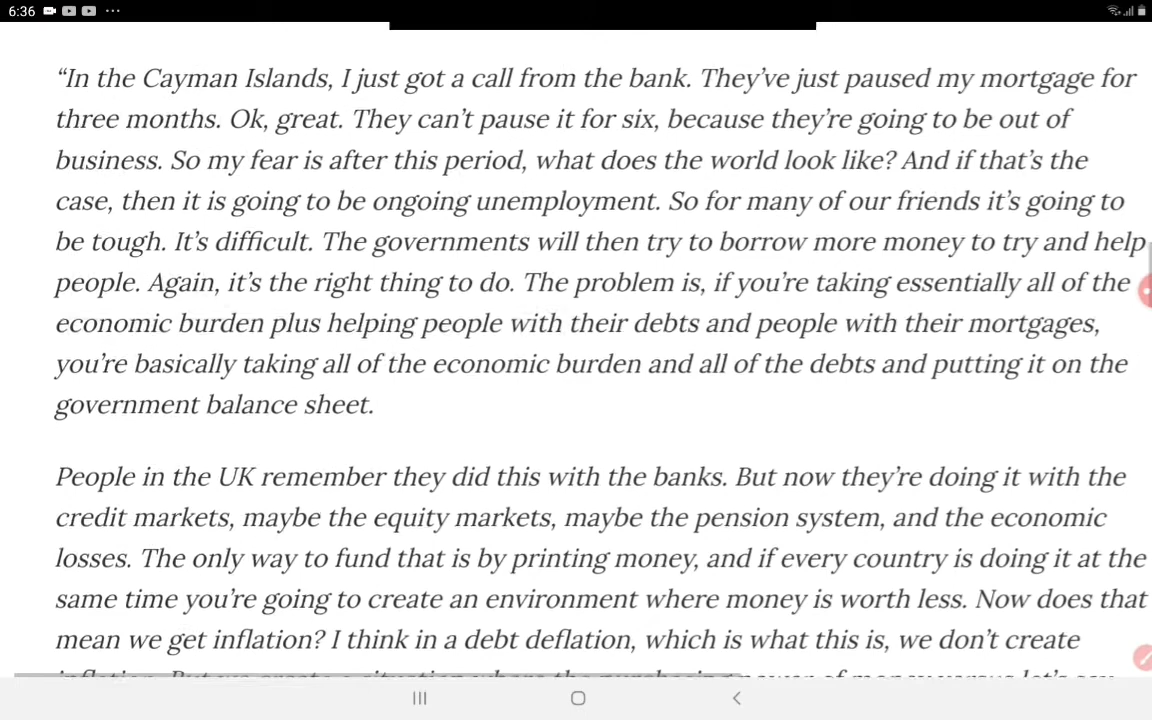 6:36
“In the Cayman Islands, I just got a call from the bank. They’ve just paused my mortgage for
three months. Ok, great. They can’t pause it for six, because they’re going to be out of
business. So my fear is after this period, what does the world look like? And if that’s the
case, then it is going to be ongoing unemployment. So for many of our friends it’s going to
be tough. It’s difficult. The governments will then try to borrow more money to try and help
people. Again, it’s the right thing to do. The problem is, if you’re taking essentially all of the
economic burden plus helping people with their debts and people with their mortgages,
you’re basically taking all of the economic burden and all of the debts and putting it on the
government balance sheet.
People in the UK remember they did this with the banks. But now they’re doing it with the
credit markets, maybe the equity markets, maybe the pension system, and the economic
losses. The only way to fund that is by printing money, and if every country is doing it at the
same time you’re going to create an environment where money is worth less. Now does that
mean we get inflation? I think in a debt deflation, which is what this is, we don’t create